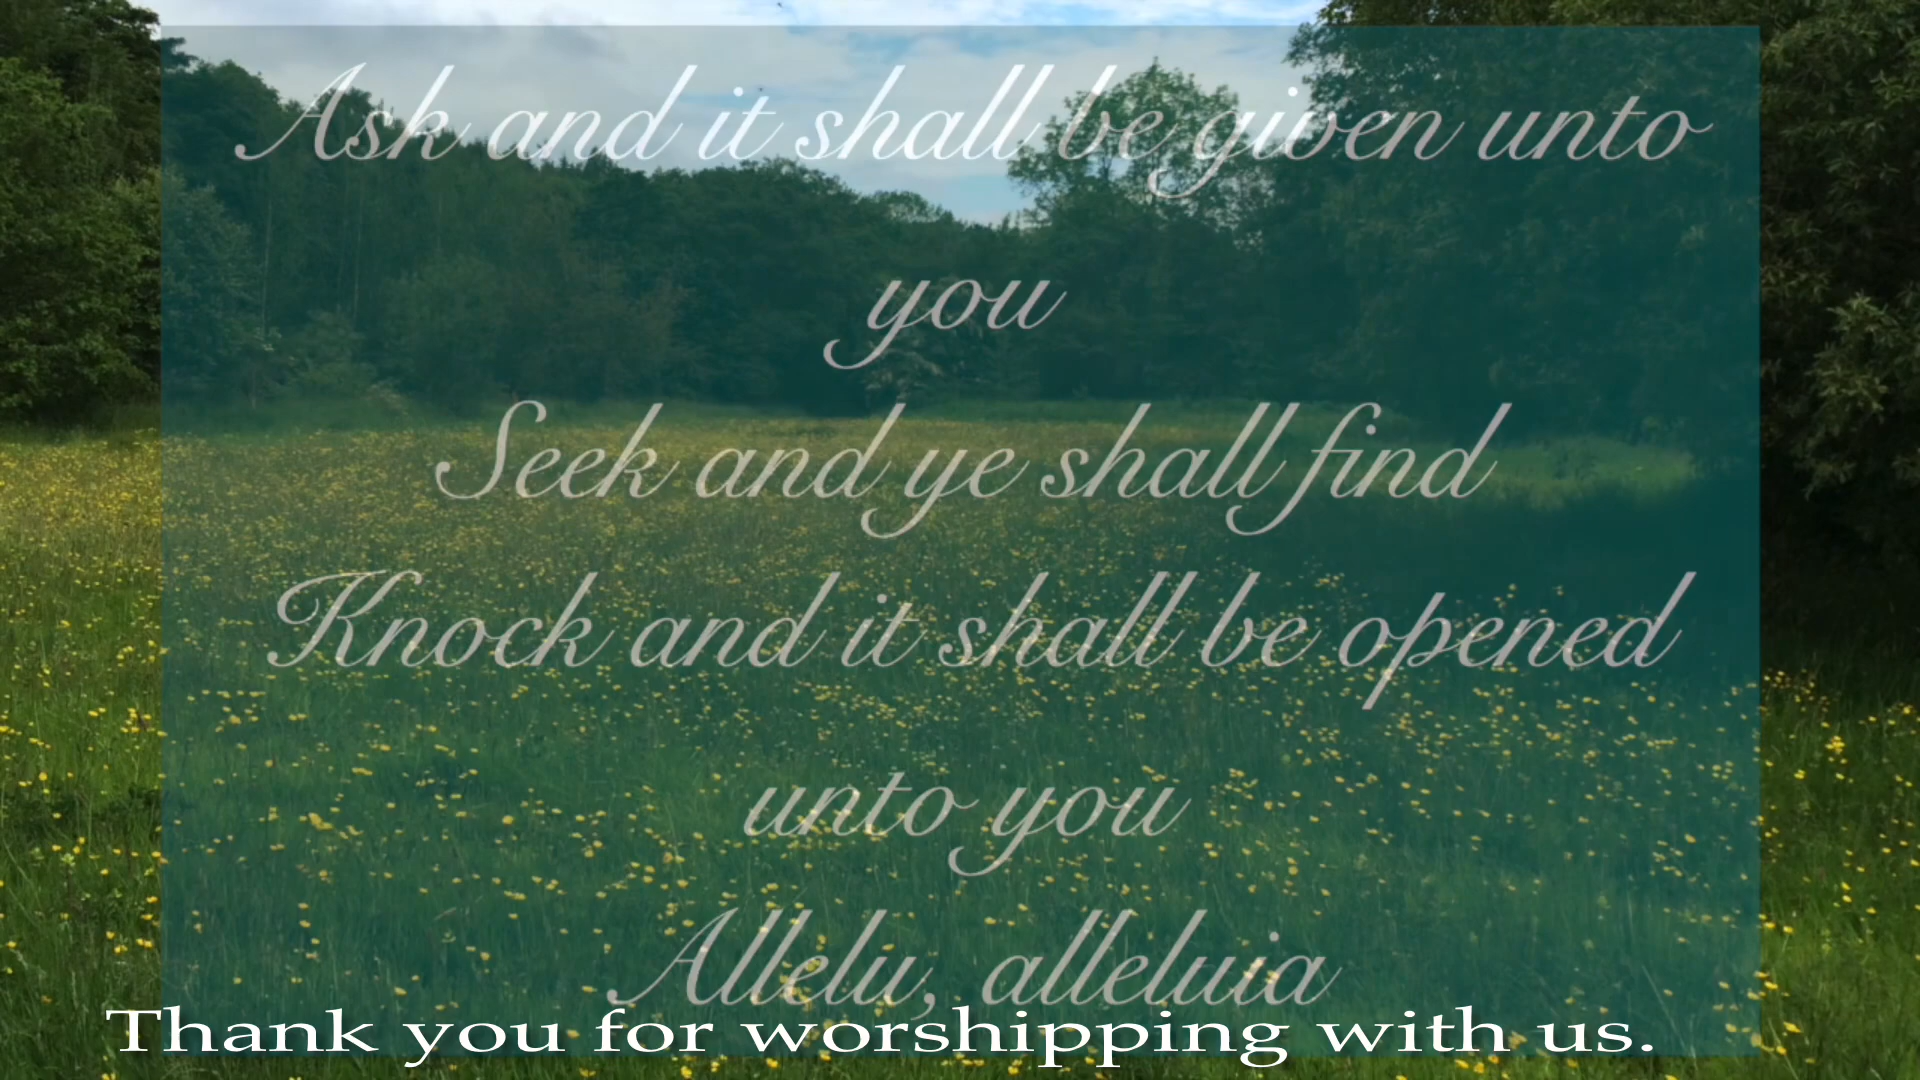 Ask and it shall be given unto
you
Seek and ye shall find
Knock and it shall be opened
unto you
Allelu, alleluia
Thank you for worshipping with us.